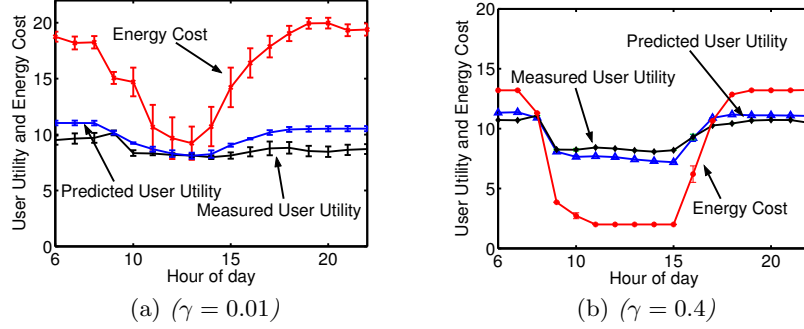 User Utility and Energy Cost
20
15
10
5
0
Energy Cost
Predicted User Utility
Measured User Utility
6
10
15
20
Hour of day
(a) (γ = 0.01)
User Utility and Energy Cost
20
15
10
5
0
Predicted User Utility
Measured User Utility
Energy Cost
6
10
15
20
Hour of day
(b) (γ = 0.4)